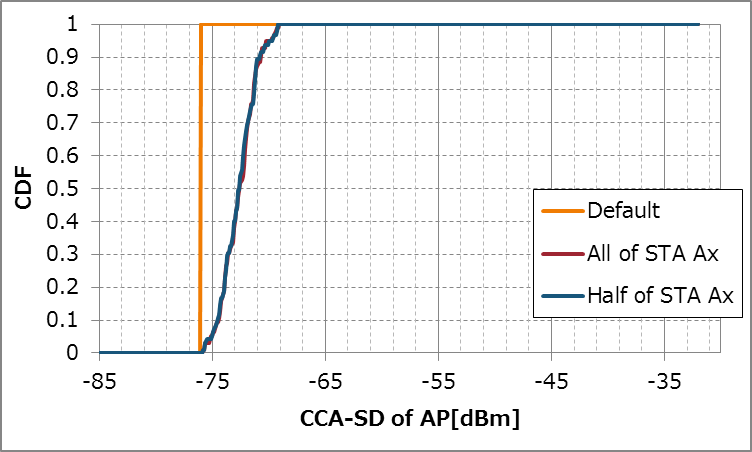 1
0.9
0.8
0.7
0.6
0.5
0.4
0.3
0.2
0.1
0
CDF
-85 -75 -65 -55 -45 -35
CCA-SD of AP[dBm]
Default
All of STA Ax
Half of STA Ax